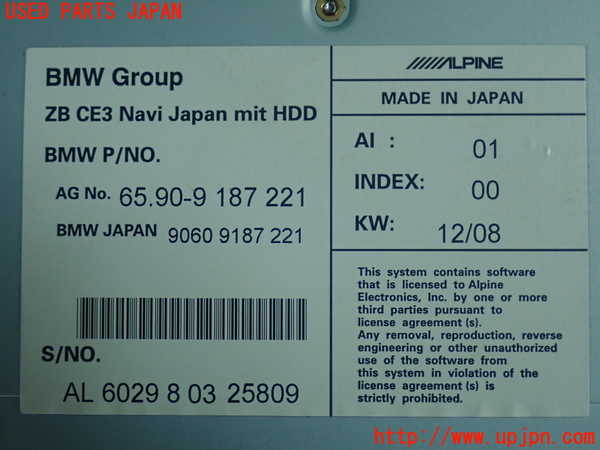 USED PARTS JAPAN
BMW Group
ZB CE3 Navi Japan mit HDD
BMW P/NO.
AG No. 65.90-9 187 221
BMW JAPAN 9060 9187 221
S/NO.
AL 6029 8 03 25809
ALPINE
MADE IN JAPAN
AI : 01
INDEX: 00
KW: 12/08
This system contains software
that is licensed to Alpine
Electronics, Inc. by one or more
third parties pursuant to
license agreement (s).
Any removal, reproduction, reverse
engineering or other unauthorized
use of the software from
this system in violation of the
license agreement (s) is
strictly prohibited.
http://www.upjpn.com/